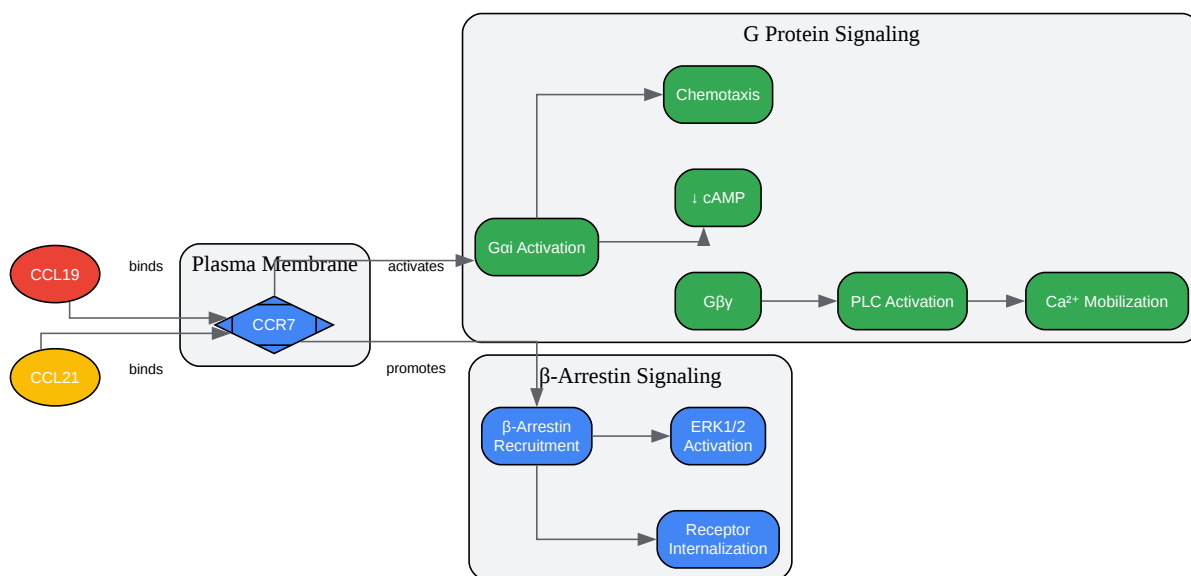 G Protein Signaling
Chemotaxis
↓ cAMP
Gαi Activation
Gβγ
PLC Activation
Ca²⁺ Mobilization
CCL19
binds
Plasma Membrane
activates
CCR7
CCL21
binds
promotes
β-Arrestin Signaling
β-Arrestin
Recruitment
ERK1/2
Activation
Receptor
Internalization